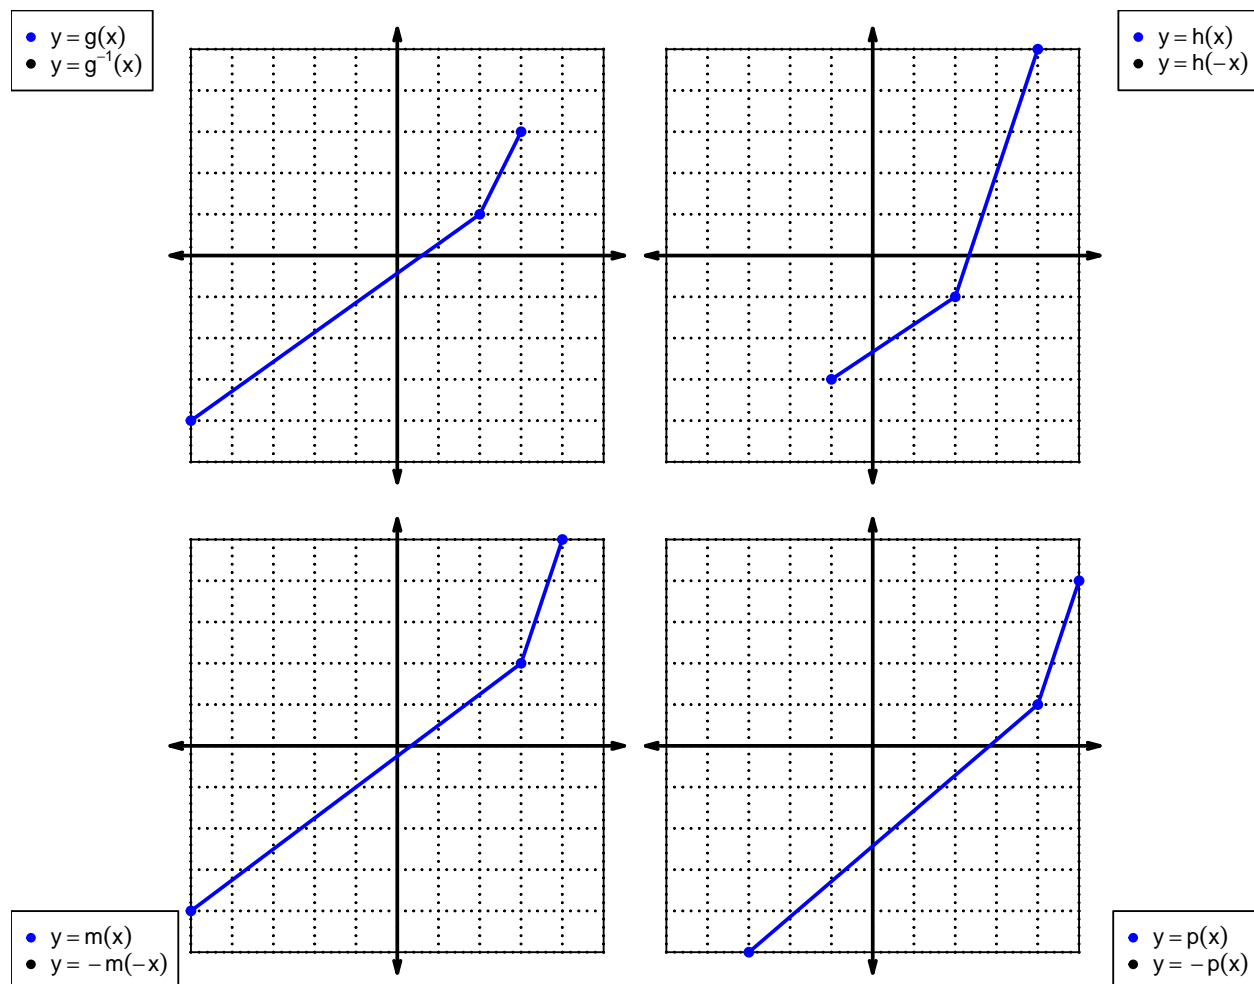 y = g(x)
y = g⁻¹(x)
y = h(x)
y = h(−x)
y = m(x)
y = −m(−x)
y = p(x)
y = −p(x)